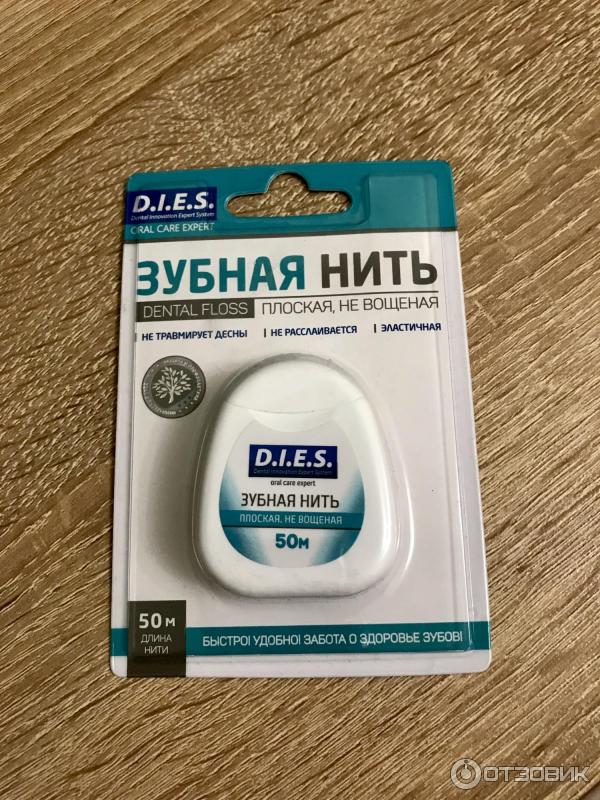 D.I.E.S.
Dental Innovation Expert System
ORAL CARE EXPERT
ЗУБНАЯ НИТЬ
DENTAL FLOSS ПЛОСКАЯ, НЕ ВОЩЕНАЯ
НЕ ТРАВМИРУЕТ ДЕСНЫ | НЕ РАССЛАИВАЕТСЯ | ЭЛАСТИЧНАЯ
D.I.E.S.
Dental Innovation Expert System
oral care expert
ЗУБНАЯ НИТЬ
ПЛОСКАЯ, НЕ ВОЩЕНАЯ
50М
50 М
ДЛИНА
НИТИ
БЫСТРО! УДОБНО! ЗАБОТА О ЗДОРОВЬЕ ЗУБОВ!
ОТЗОВИК